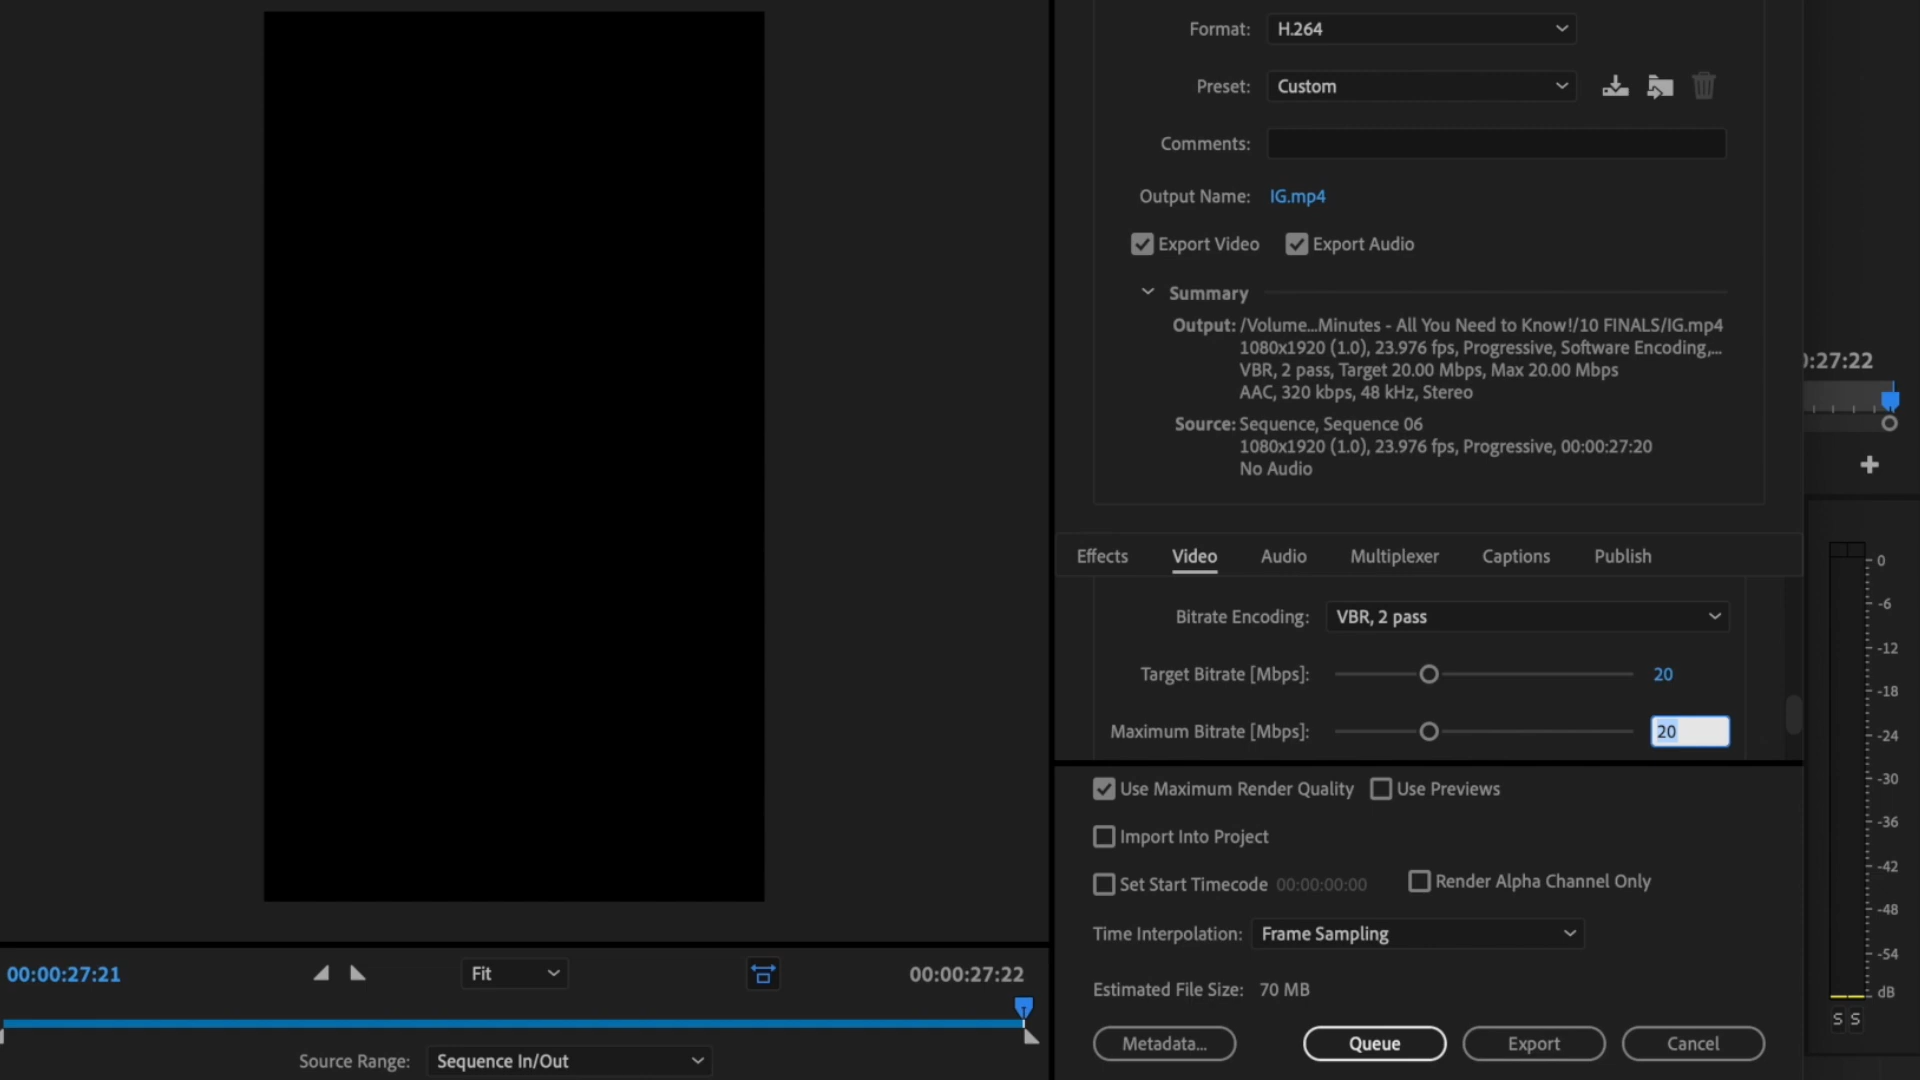 Format: H.264
Preset: Custom
Comments:
Output Name: IG.mp4
Export Video Export Audio
Summary
Output: /Volume...Minutes - All You Need to Know!/10 FINALS/IG.mp4
1080x1920 (1.0), 23.976 fps, Progressive, Software Encoding,...
VBR, 2 pass, Target 20.00 Mbps, Max 20.00 Mbps
AAC, 320 kbps, 48 kHz, Stereo
Source: Sequence, Sequence 06
1080x1920 (1.0), 23.976 fps, Progressive, 00:00:27:20
No Audio
Effects Video Audio Multiplexer Captions Publish
Bitrate Encoding: VBR, 2 pass
Target Bitrate [Mbps]: 20
Maximum Bitrate [Mbps]: 20
Use Maximum Render Quality Use Previews
Import Into Project
Set Start Timecode 00:00:00:00 Render Alpha Channel Only
Time Interpolation: Frame Sampling
Estimated File Size: 70 MB
Metadata... Queue Export Cancel
00:00:27:21 Fit 00:00:27:22
Source Range: Sequence In/Out
:27:22
0
-6
-12
-18
-24
-30
-36
-42
-48
-54
dB
S S